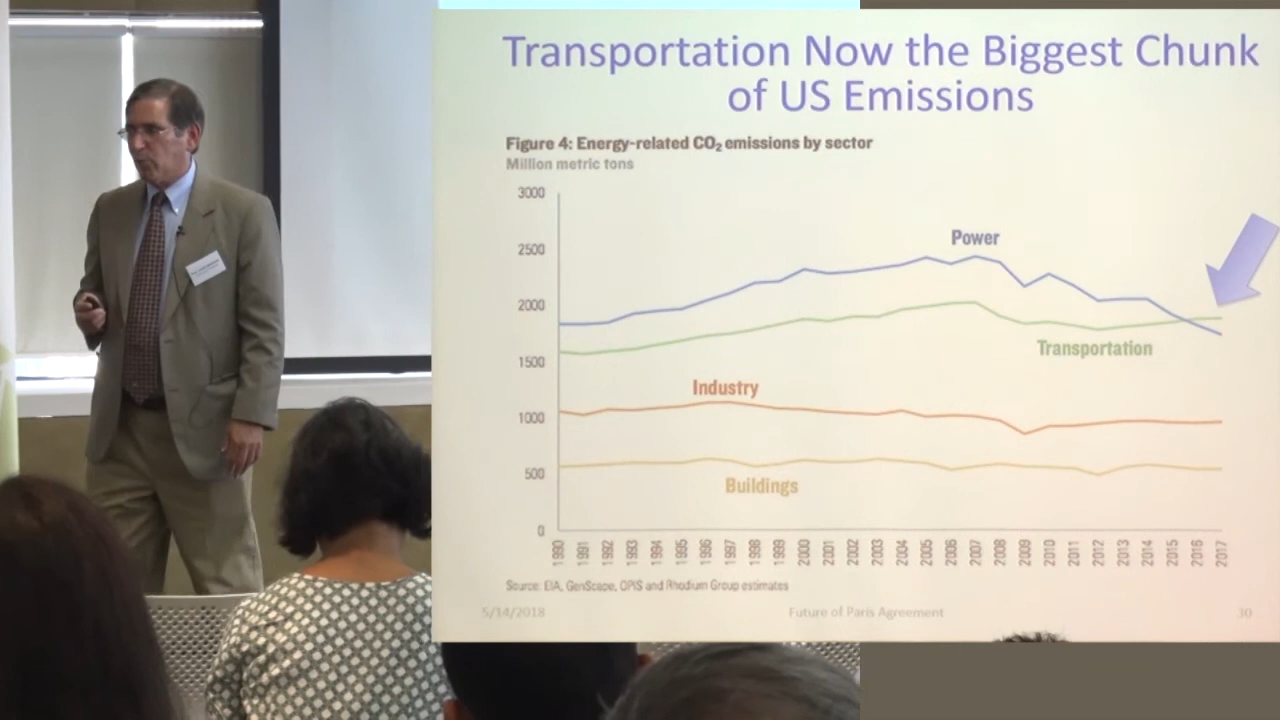 Transportation Now the Biggest Chunk
of US Emissions
Figure 4: Energy-related CO₂ emissions by sector
Million metric tons
3000
2500
2000
1500
1000
500
0
Power
Transportation
Industry
Buildings
1990 1991 1992 1993 1994 1995 1996 1997 1998 1999 2000 2001 2002 2003 2004 2005 2006 2007 2008 2009 2010 2011 2012 2013 2014 2015 2016 2017
Source: EIA, GenScape, OPIS and Rhodium Group estimates
5/14/2018 Future of Paris Agreement 30